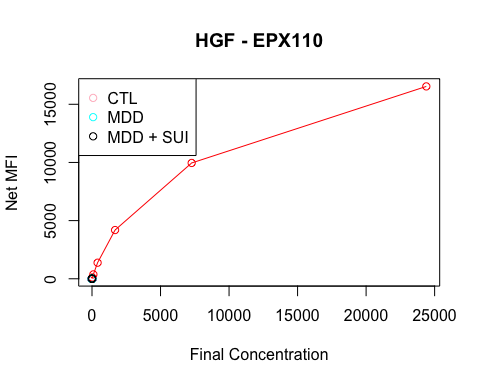 HGF - EPX110
CTL
MDD
MDD + SUI
Net MFI
0
5000
10000
15000
0
5000
10000
15000
20000
25000
Final Concentration